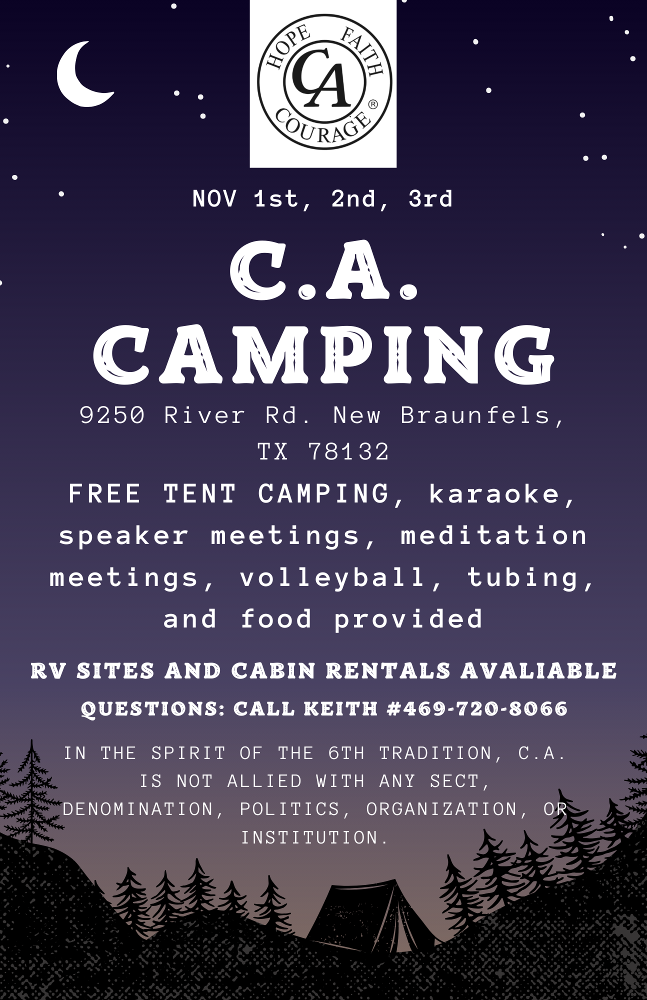 HOPE FAITH
CA
COURAGE ®
NOV 1st, 2nd, 3rd
C.A.
CAMPING
9250 River Rd. New Braunfels,
TX 78132
FREE TENT CAMPING, karaoke,
speaker meetings, meditation
meetings, volleyball, tubing,
and food provided
RV SITES AND CABIN RENTALS AVALIABLE
QUESTIONS: CALL KEITH #469-720-8066
IN THE SPIRIT OF THE 6TH TRADITION, C.A.
IS NOT ALLIED WITH ANY SECT,
DENOMINATION, POLITICS, ORGANIZATION, OR
INSTITUTION.